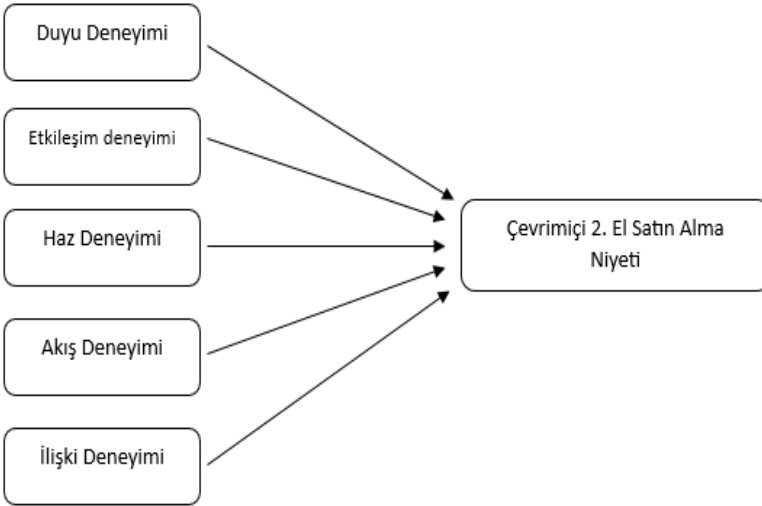 Duyu Deneyimi
Etkileşim deneyimi
Haz Deneyimi
Akış Deneyimi
İlişki Deneyimi
Çevrimiçi 2. El Satın Alma
Niyeti